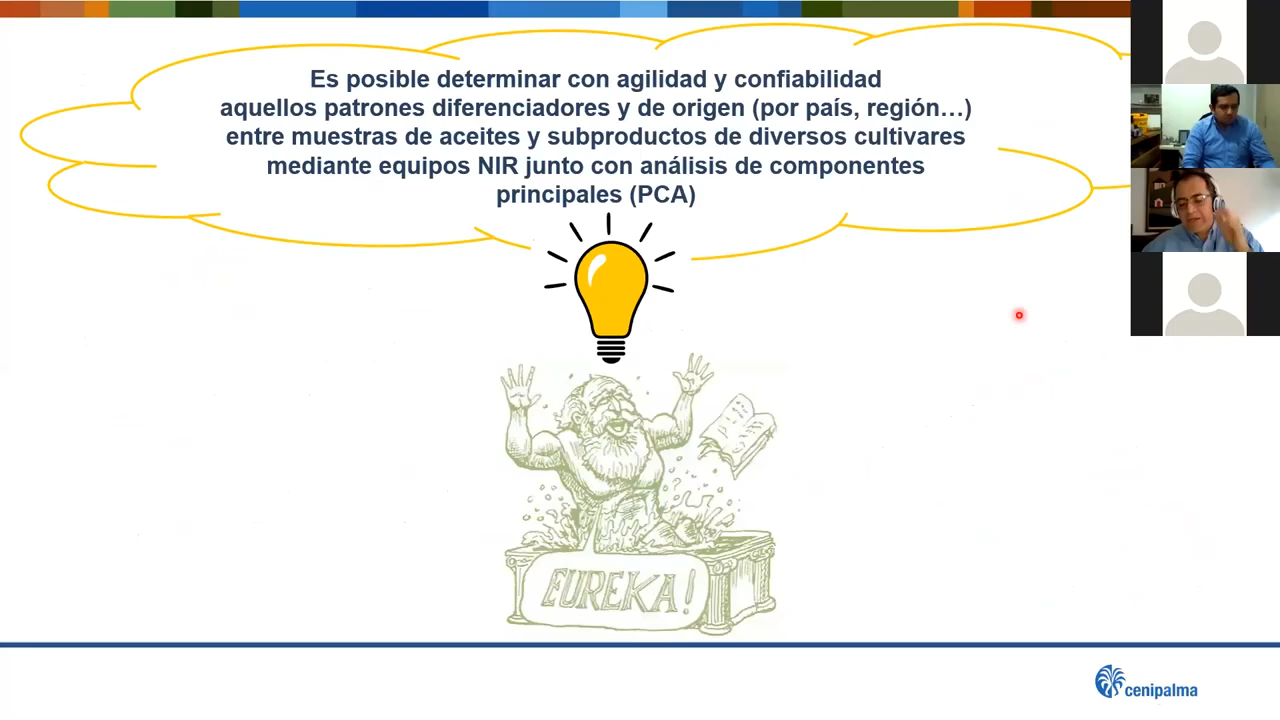 Es posible determinar con agilidad y confiabilidad
aquellos patrones diferenciadores y de origen (por país, región…)
entre muestras de aceites y subproductos de diversos cultivares
mediante equipos NIR junto con análisis de componentes
principales (PCA)
EUREKA!
cenipalma